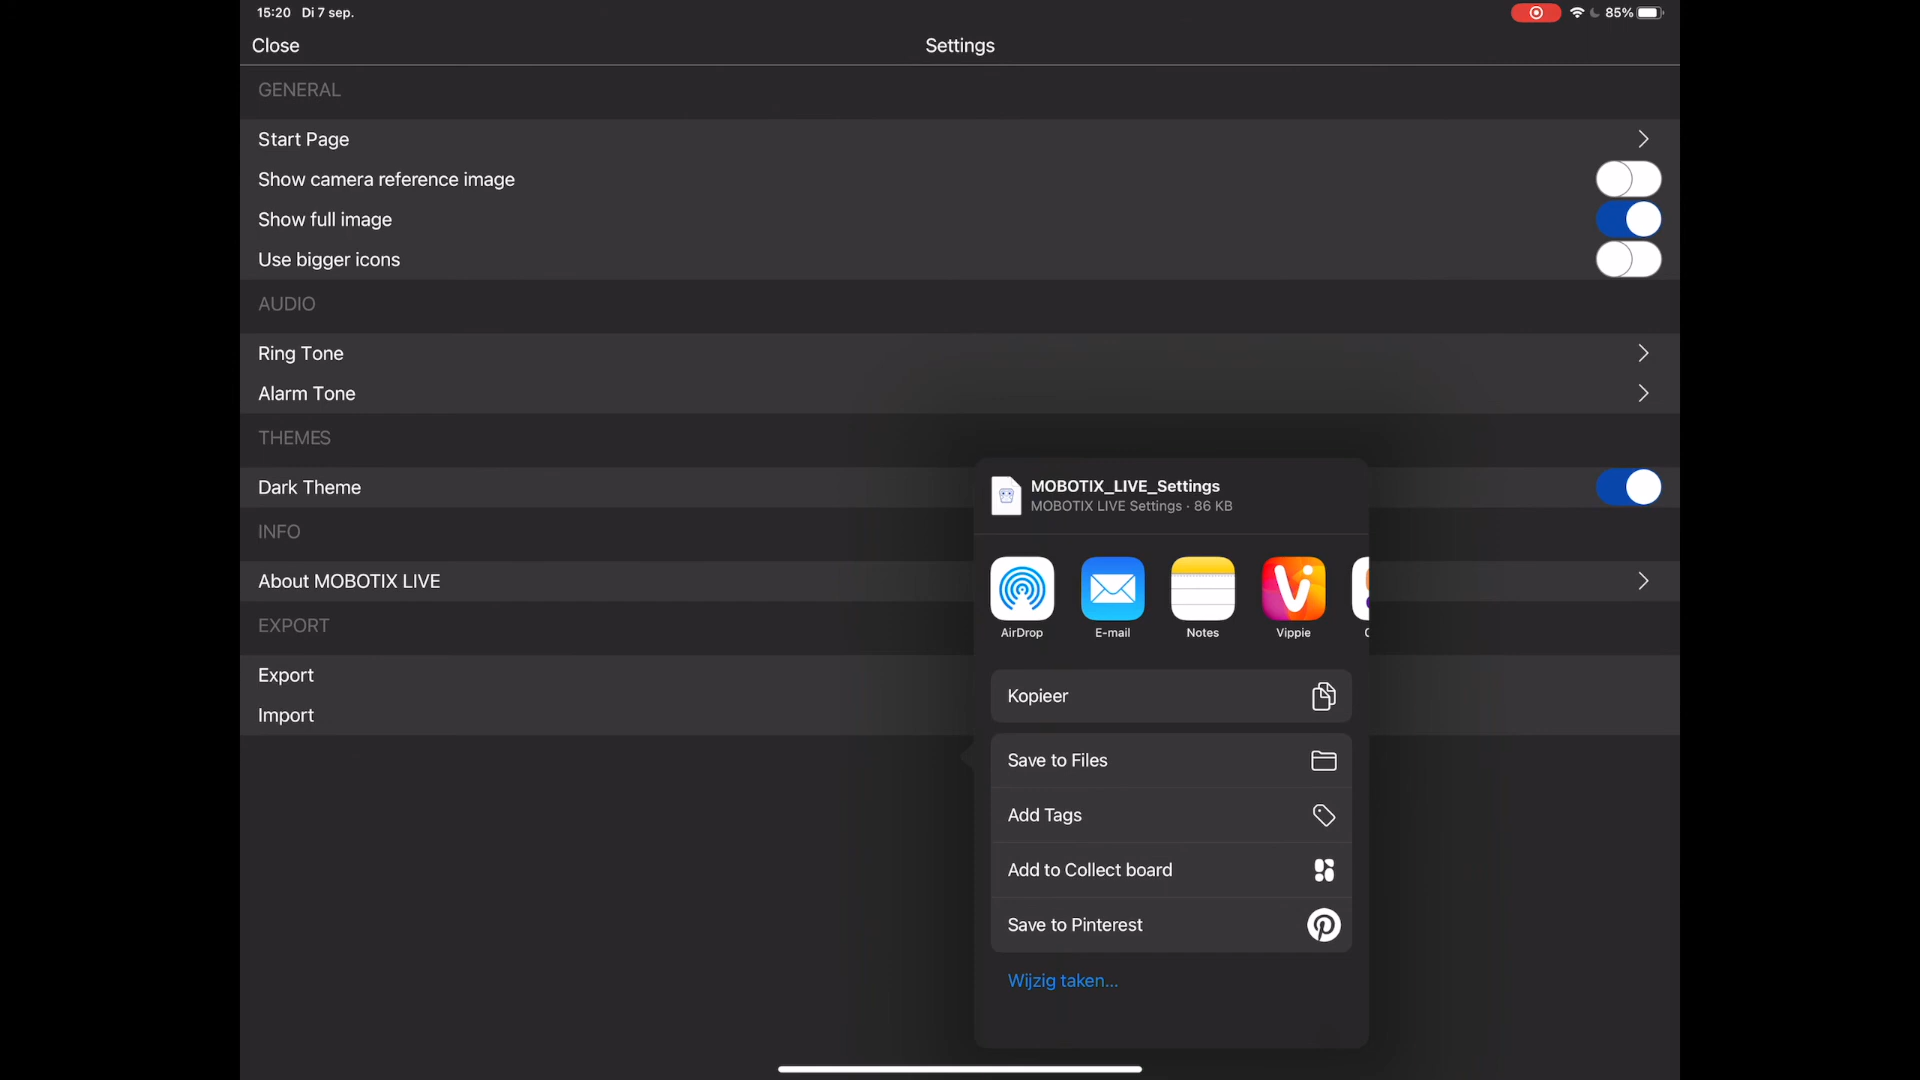 15:20 Di 7 sep.
85%
Close
Settings
GENERAL
Start Page
Show camera reference image
Show full image
Use bigger icons
AUDIO
Ring Tone
Alarm Tone
THEMES
Dark Theme
INFO
About MOBOTIX LIVE
EXPORT
Export
Import
MOBOTIX_LIVE_Settings
MOBOTIX LIVE Settings · 86 KB
AirDrop
E-mail
Notes
Vippie
Kopieer
Save to Files
Add Tags
Add to Collect board
Save to Pinterest
Wijzig taken...